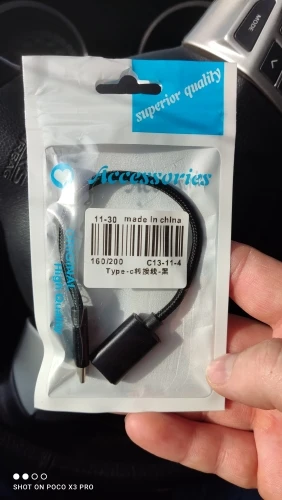 MODE
superior quality
Accessories
11-30 made in china
160/200 C13-11-4
Type-c转接线-黑
SHOT ON POCO X3 PRO